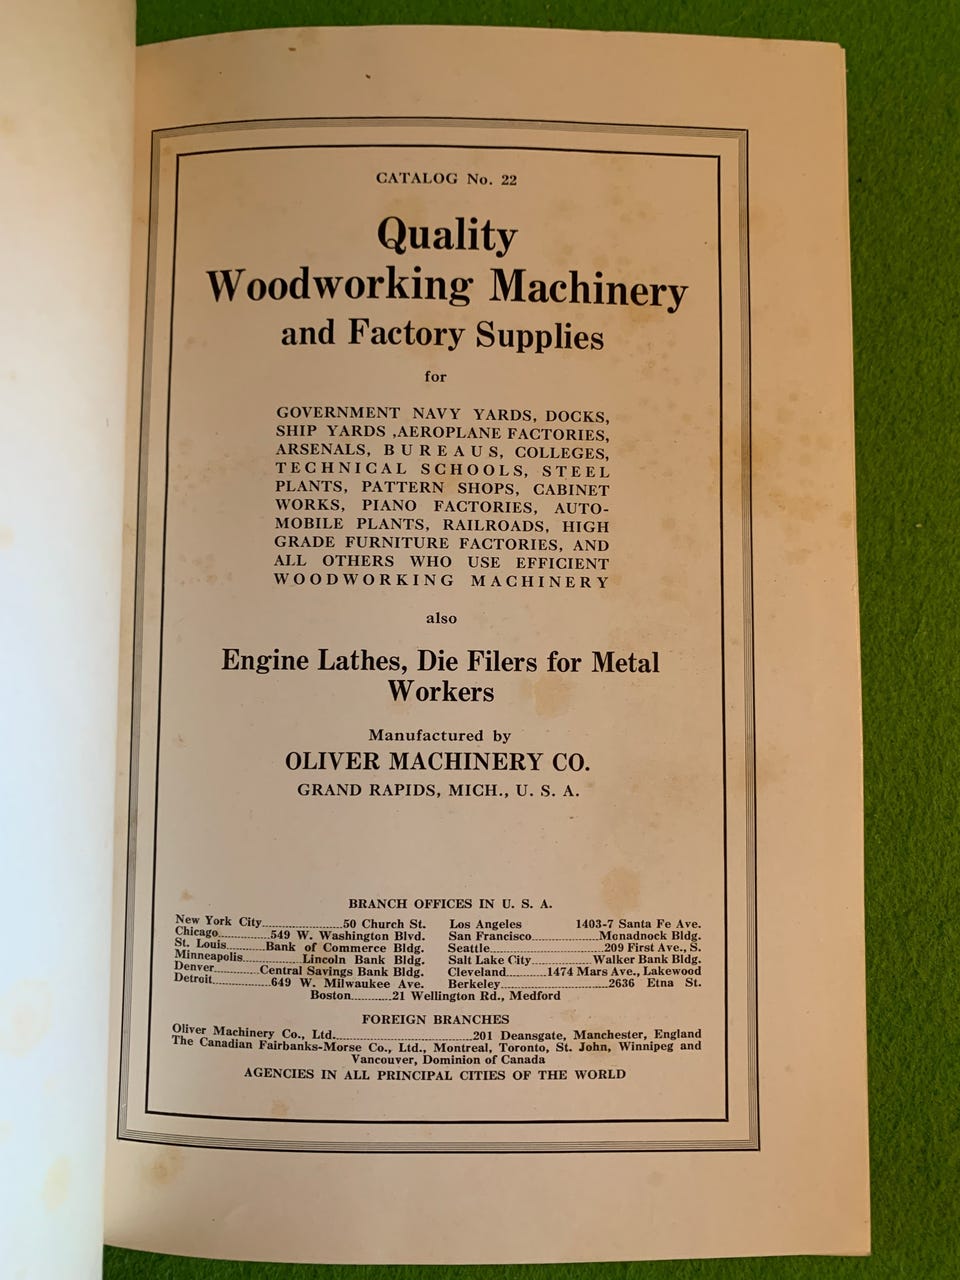 CATALOG No. 22
Quality
Woodworking Machinery
and Factory Supplies
for
GOVERNMENT NAVY YARDS, DOCKS,
SHIP YARDS ,AEROPLANE FACTORIES,
ARSENALS, BUREAUS, COLLEGES,
TECHNICAL SCHOOLS, STEEL
PLANTS, PATTERN SHOPS, CABINET
WORKS, PIANO FACTORIES, AUTO-
MOBILE PLANTS, RAILROADS, HIGH
GRADE FURNITURE FACTORIES, AND
ALL OTHERS WHO USE EFFICIENT
WOODWORKING MACHINERY
also
Engine Lathes, Die Filers for Metal
Workers
Manufactured by
OLIVER MACHINERY CO.
GRAND RAPIDS, MICH., U. S. A.
BRANCH OFFICES IN U. S. A.
New York City..........50 Church St.
Chicago..........549 W. Washington Blvd.
St. Louis..........Bank of Commerce Bldg.
Minneapolis..........Lincoln Bank Bldg.
Denver..........Central Savings Bank Bldg.
Detroit..........649 W. Milwaukee Ave.
Los Angeles 1403-7 Santa Fe Ave.
San Francisco..........Monadnock Bldg.
Seattle..........209 First Ave., S.
Salt Lake City..........Walker Bank Bldg.
Cleveland..........1474 Mars Ave., Lakewood
Berkeley..........2636 Etna St.
Boston..........21 Wellington Rd., Medford
FOREIGN BRANCHES
Oliver Machinery Co., Ltd...........201 Deansgate, Manchester, England
The Canadian Fairbanks-Morse Co., Ltd., Montreal, Toronto, St. John, Winnipeg and
Vancouver, Dominion of Canada
AGENCIES IN ALL PRINCIPAL CITIES OF THE WORLD